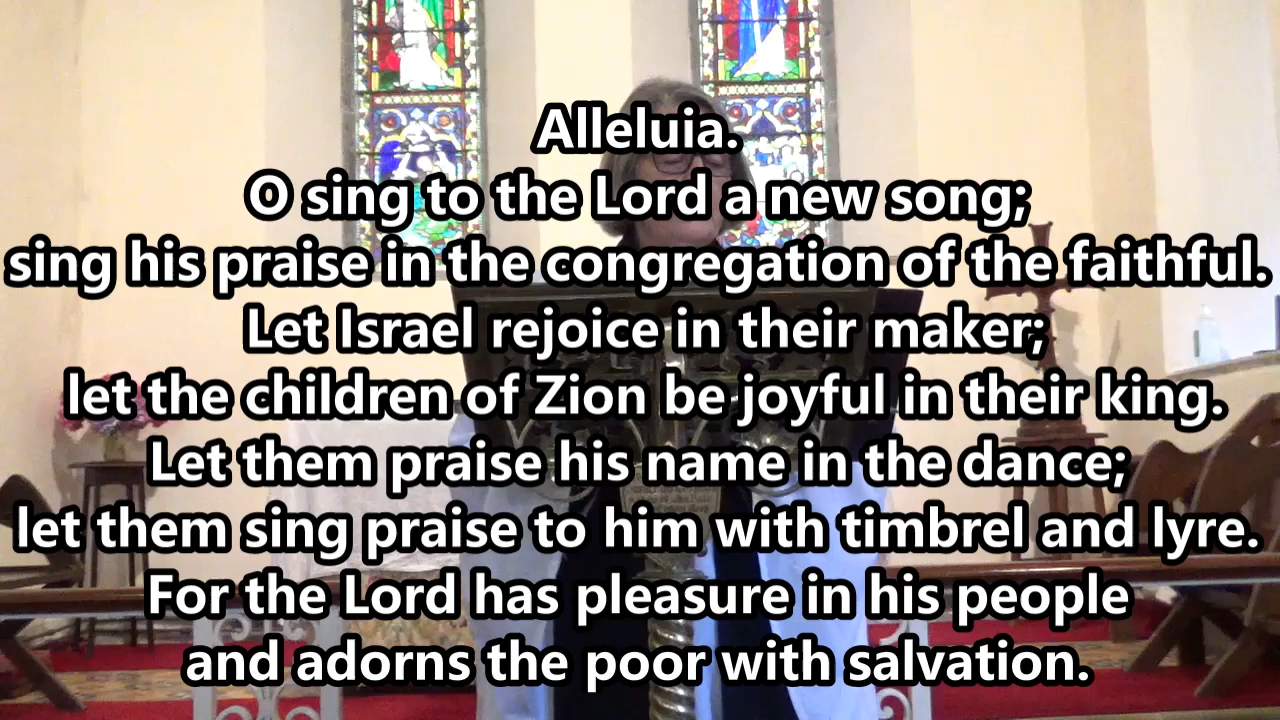 Alleluia.
O sing to the Lord a new song;
sing his praise in the congregation of the faithful.
Let Israel rejoice in their maker;
let the children of Zion be joyful in their king.
Let them praise his name in the dance;
let them sing praise to him with timbrel and lyre.
For the Lord has pleasure in his people
and adorns the poor with salvation.